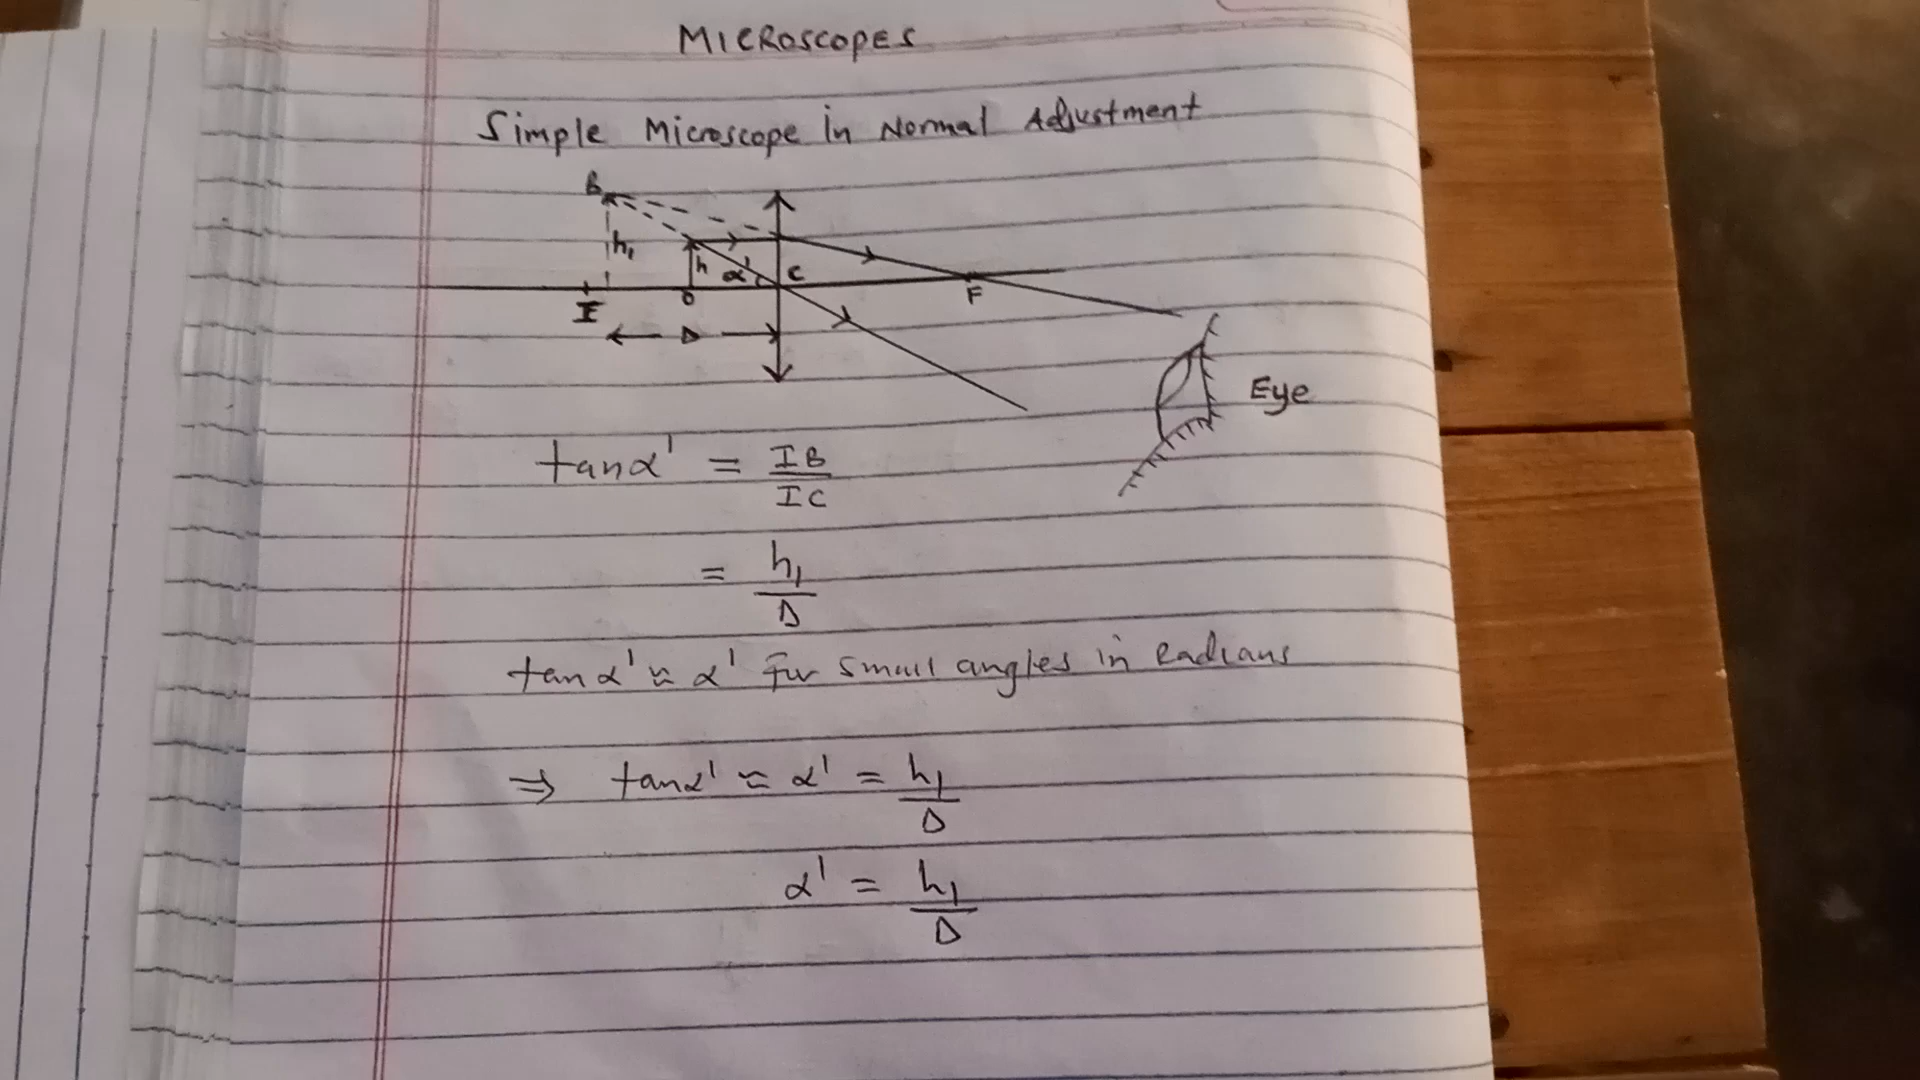 MICROSCOPES
Simple Microscope in Normal Adjustment
B
h₁
h
α'
C
I
O
F
← D →
Eye
tanα' = IB/IC
= h₁/D
tanα' ≈ α' for small angles in Radians
⇒ tanα' ≈ α' = h₁/D
α' = h₁/D